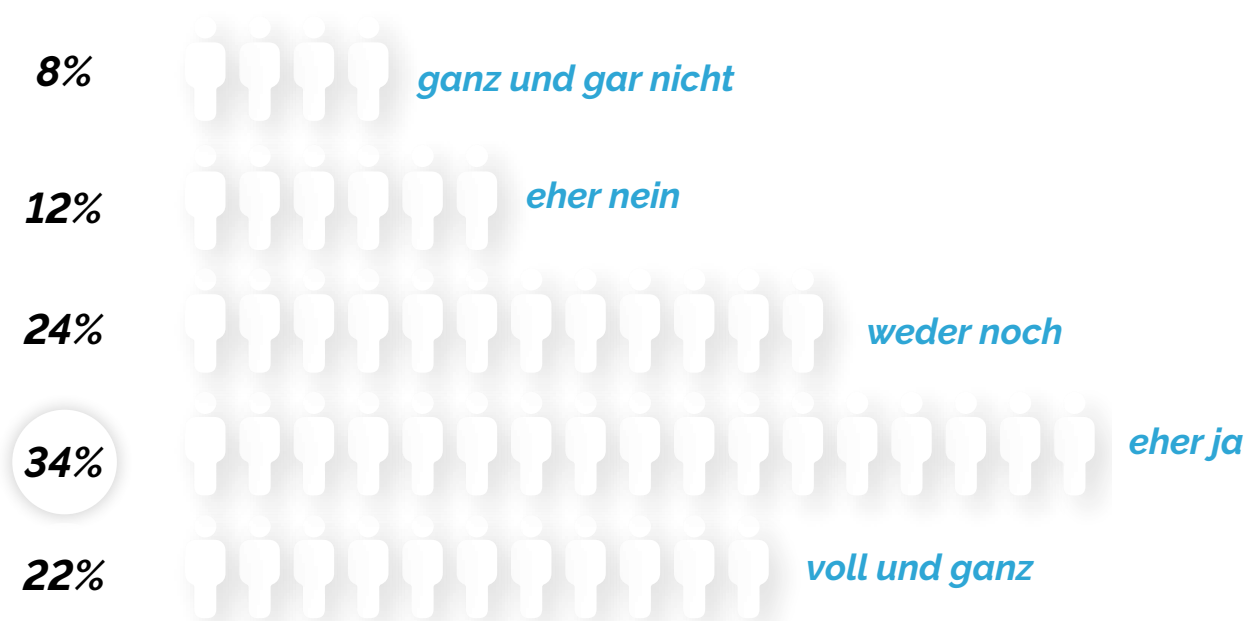 8%
ganz und gar nicht
12%
eher nein
24%
weder noch
34%
eher ja
22%
voll und ganz